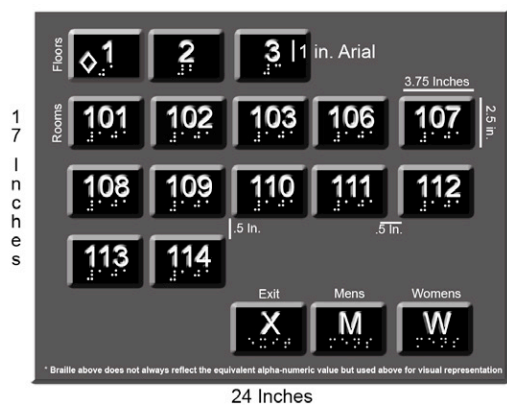 Floors
◇1 2 3 1 in. Arial
3.75 Inches
Rooms
101 102 103 106 107
2.5 in.
17 Inches
108 109 110 111 112
.5 In. .5 In.
113 114
Exit Mens Womens
X M W
* Braille above does not always reflect the equivalent alpha-numeric value but used above for visual representation
24 Inches